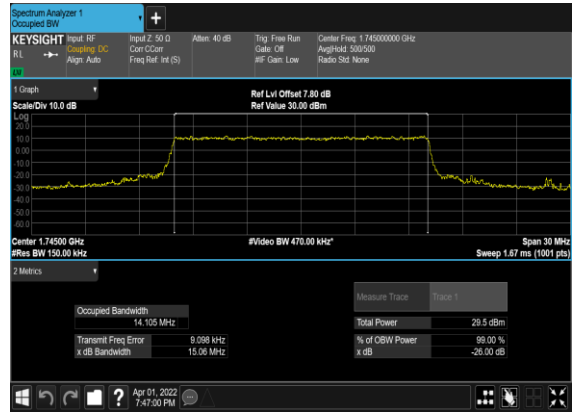 Spectrum Analyzer 1
Occupied BW
KEYSIGHT Input: RF Input Z: 50 Ω Atten: 40 dB Trig: Free Run Center Freq: 1.745000000 GHz
RL Coupling: DC Corr CCorr Gate: Off Avg|Hold: 500/500
Align: Auto Freq Ref: Int (S) #IF Gain: Low Radio Std: None
1 Graph
Ref Lvl Offset 7.80 dB
Scale/Div 10.0 dB Ref Value 30.00 dBm
Log
20.0
10.0
0.00
-10.0
-20.0
-30.0
-40.0
-50.0
-60.0
Center 1.74500 GHz #Video BW 470.00 kHz* Span 30 MHz
#Res BW 150.00 kHz Sweep 1.67 ms (1001 pts)
2 Metrics
Measure Trace Trace 1
Occupied Bandwidth
14.105 MHz Total Power 29.5 dBm
Transmit Freq Error 9.098 kHz % of OBW Power 99.00 %
x dB Bandwidth 15.06 MHz x dB -26.00 dB
Apr 01, 2022
7:47:00 PM